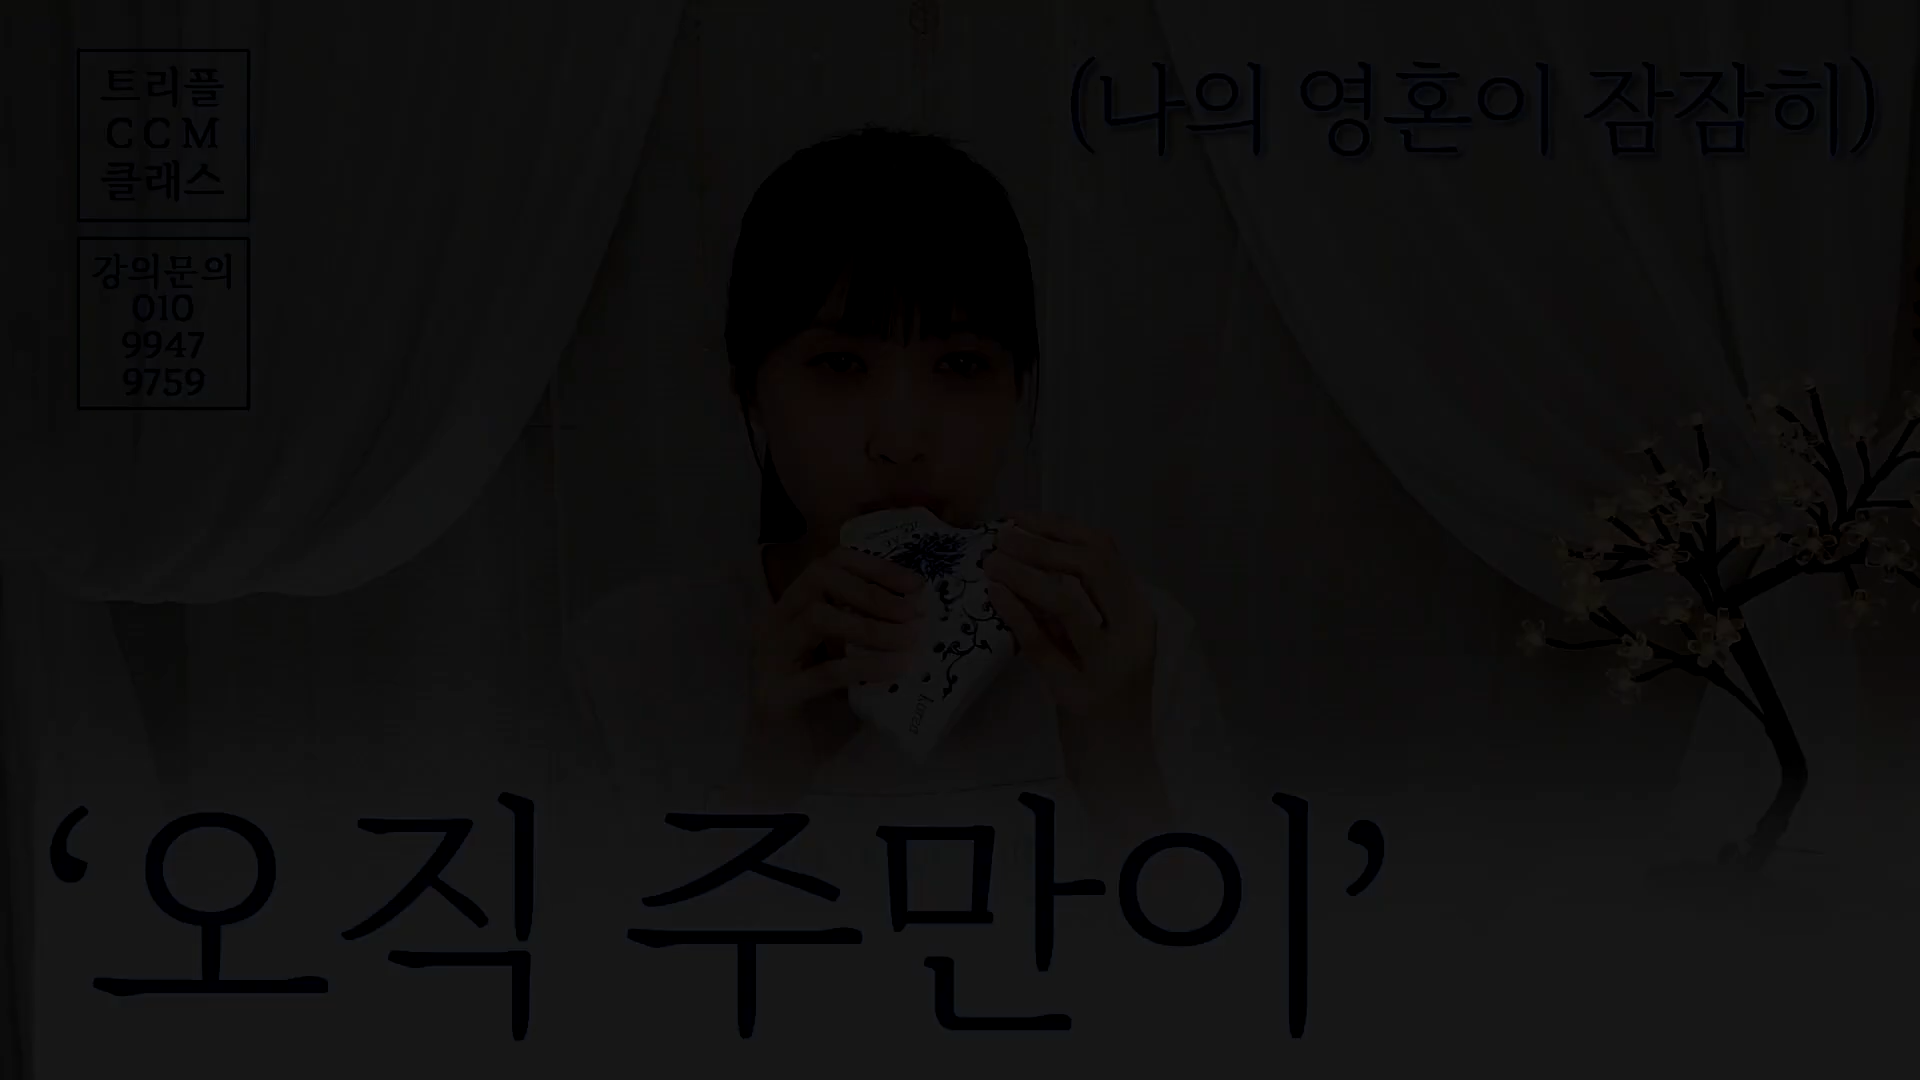 트리플
CCM
클래스
강의문의
010
9947
9759
(나의 영혼이 잠잠히)
korea
‘오직 주만이’